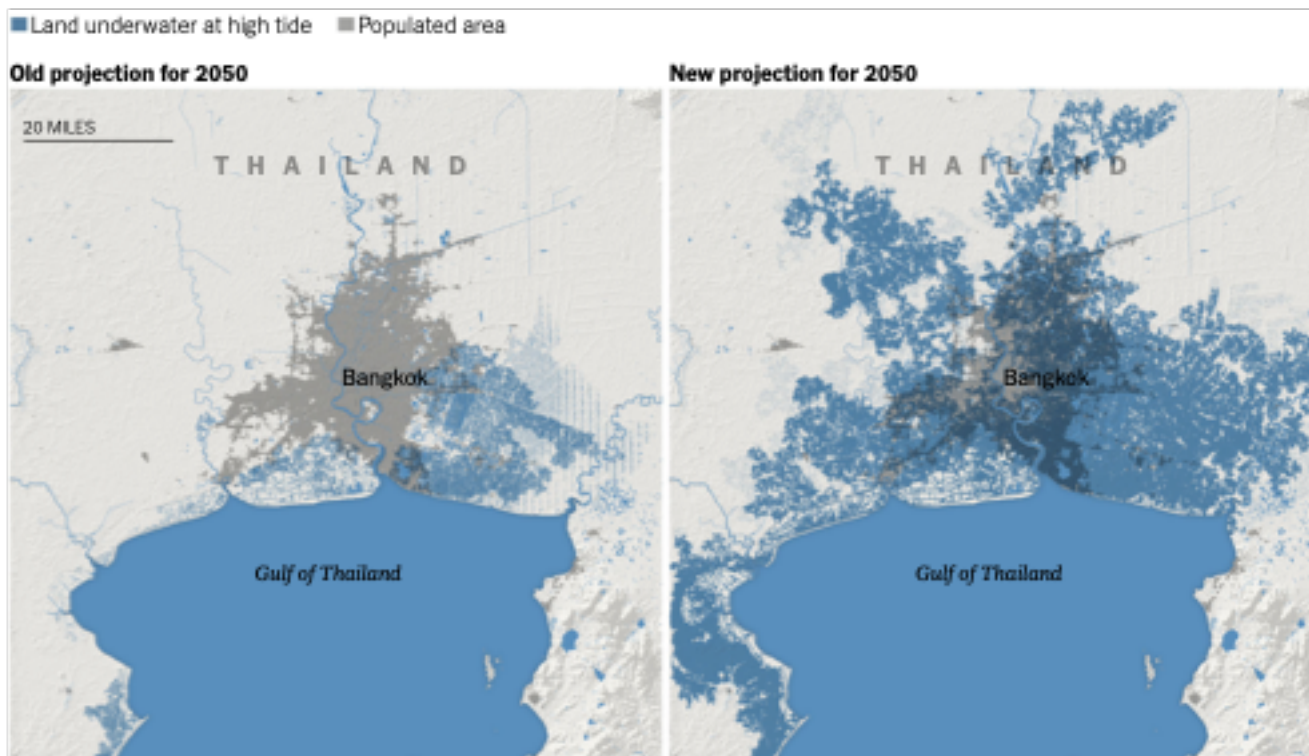 Land underwater at high tide Populated area
Old projection for 2050
20 MILES
THAILAND
Bangkok
Gulf of Thailand
New projection for 2050
THAILAND
Bangkok
Gulf of Thailand